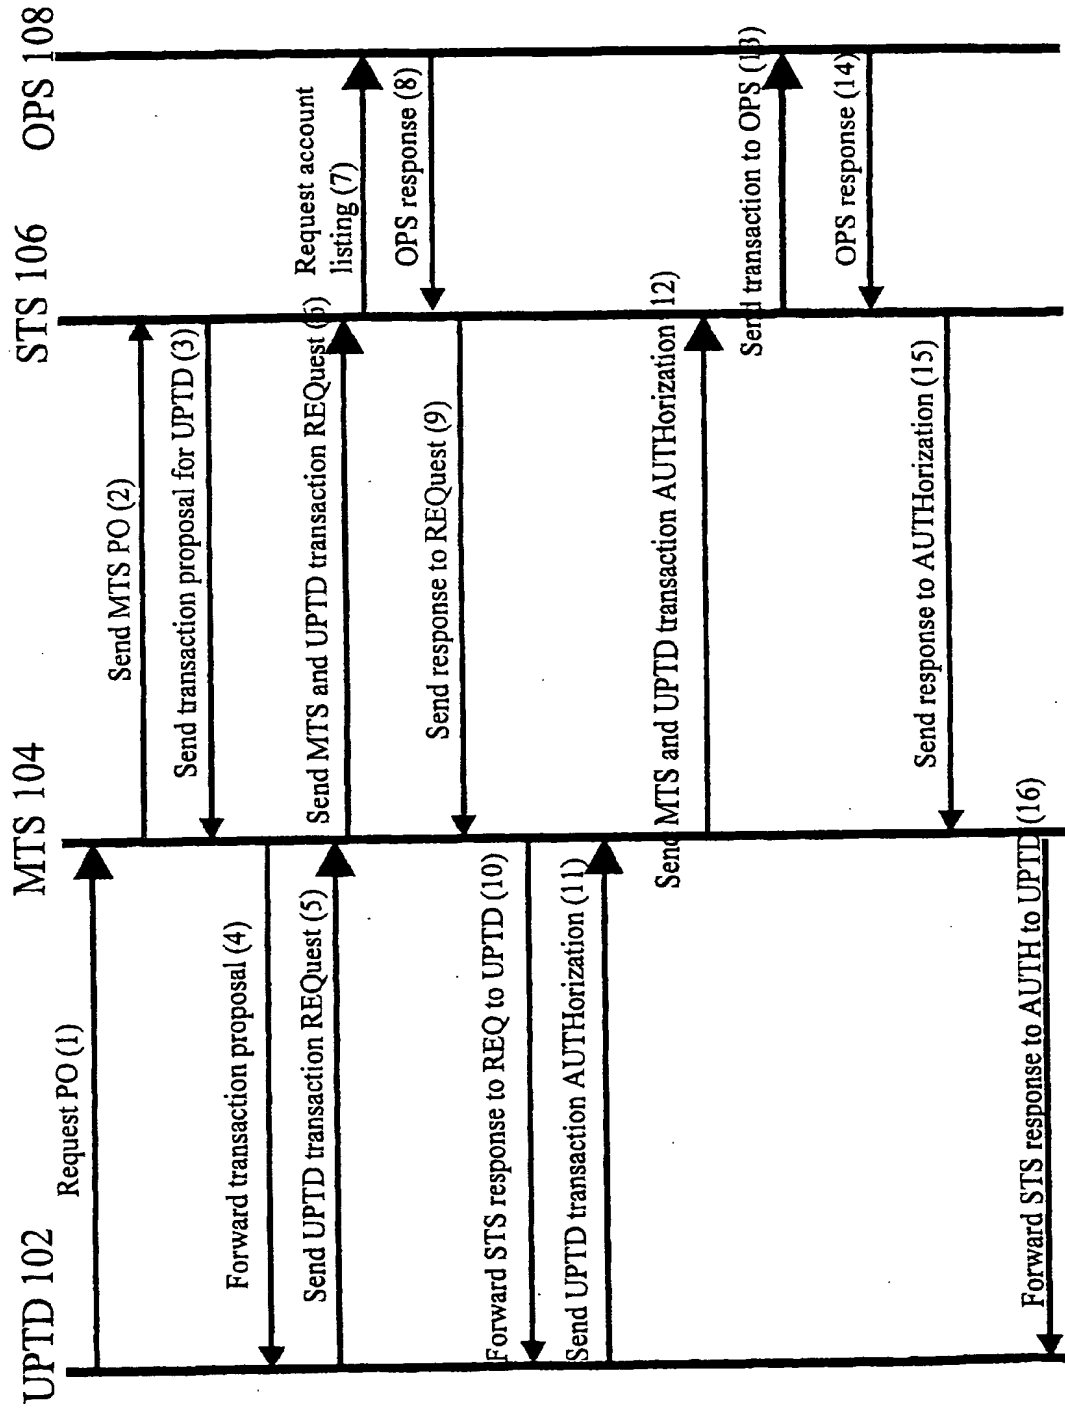 UPTD 102
MTS 104
STS 106
OPS 108
Request PO (1)
Send MTS PO (2)
Send transaction proposal for UPTD (3)
Forward transaction proposal (4)
Send UPTD transaction REQuest (5)
Send MTS and UPTD transaction REQuest (6)
Request account
listing (7)
OPS response (8)
Send response to REQuest (9)
Forward STS response to REQ to UPTD (10)
Send UPTD transaction AUTHorization (11)
Send MTS and UPTD transaction AUTHorization (12)
Send transaction to OPS (13)
OPS response (14)
Send response to AUTHorization (15)
Forward STS response to AUTH to UPTD (16)